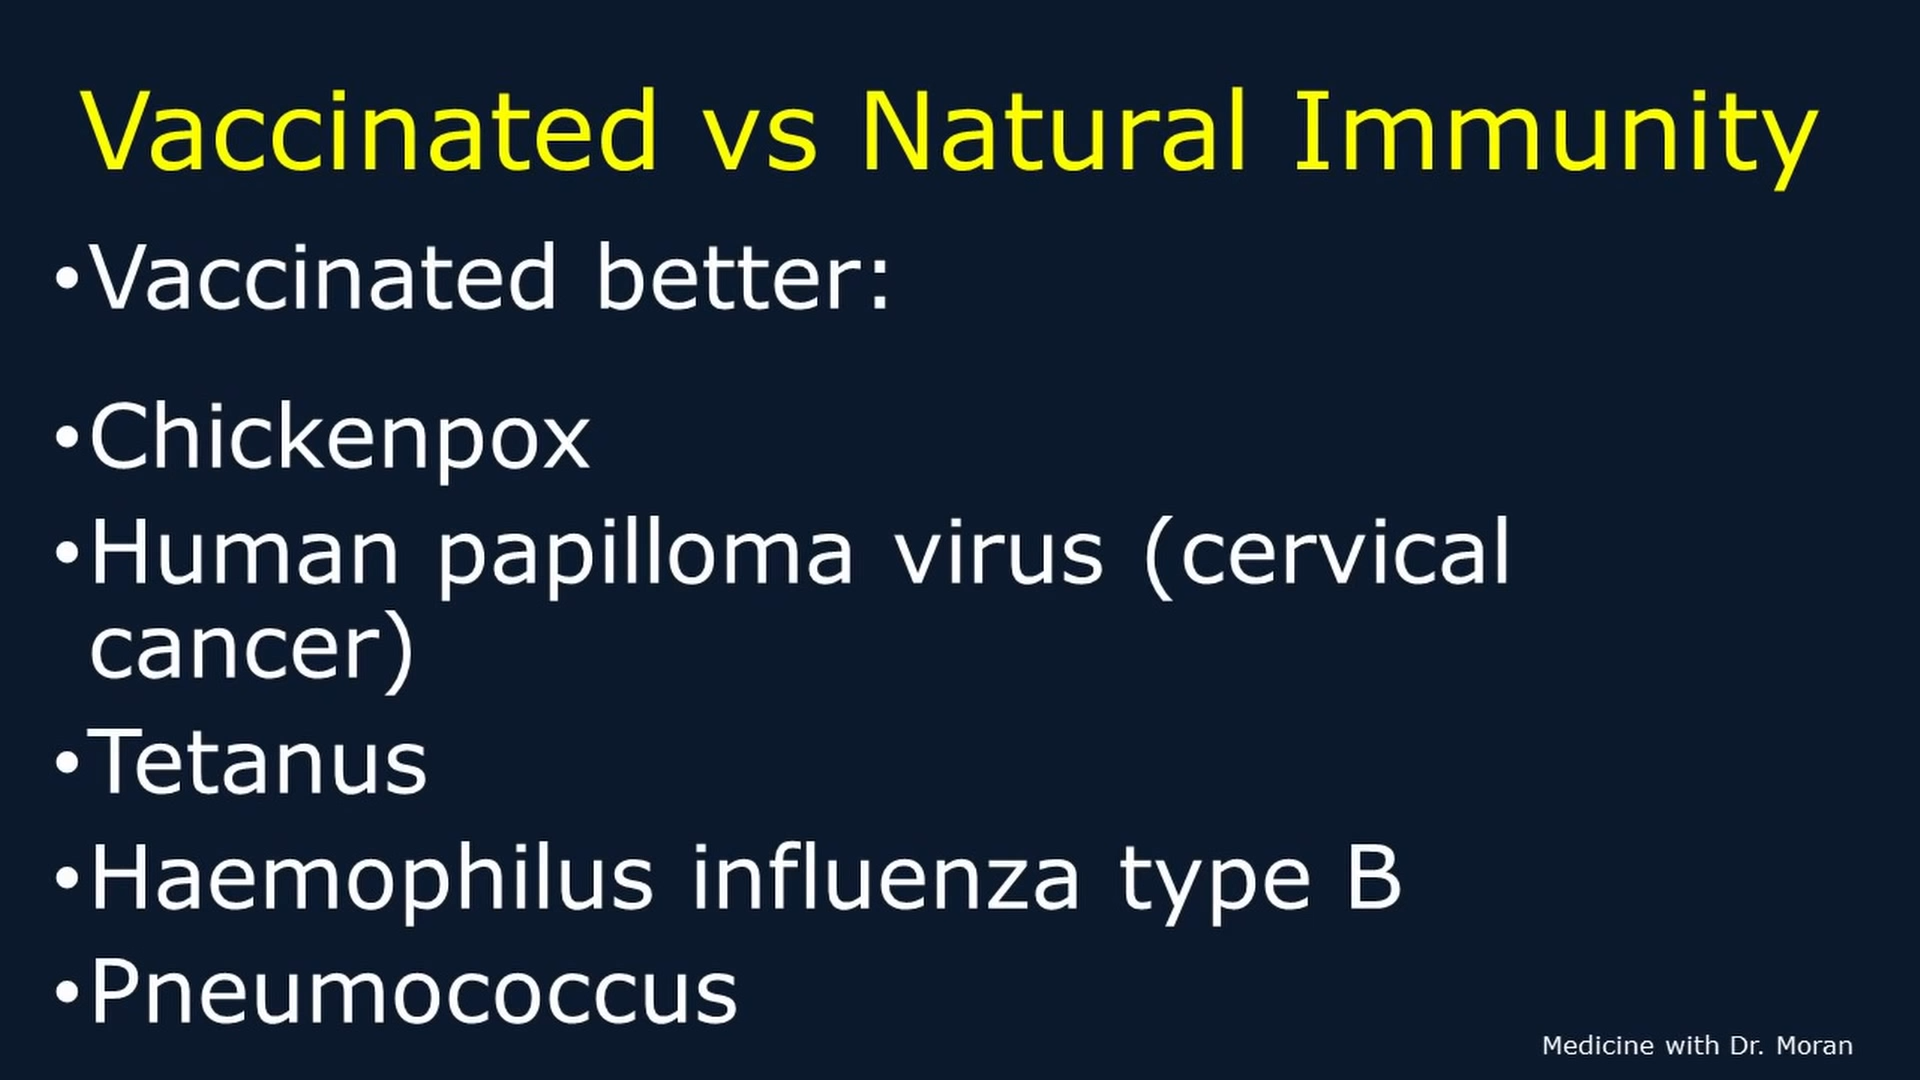 Vaccinated vs Natural Immunity
•Vaccinated better:
•Chickenpox
•Human papilloma virus (cervical
cancer)
•Tetanus
•Haemophilus influenza type B
•Pneumococcus
Medicine with Dr. Moran